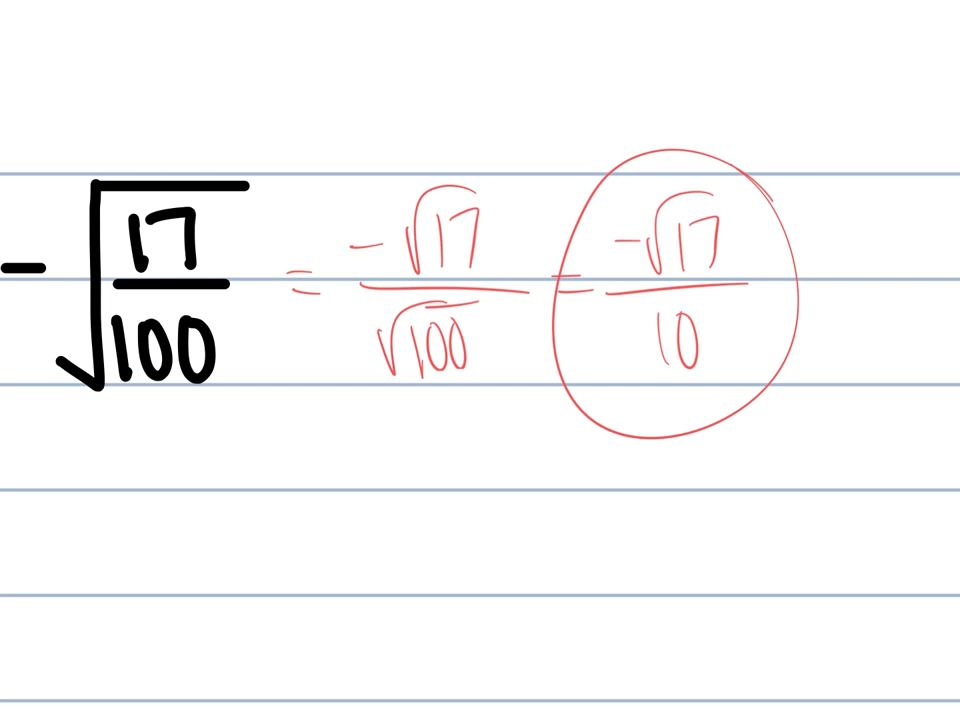 -√(17/100) = -√17/√100 = -√17/10